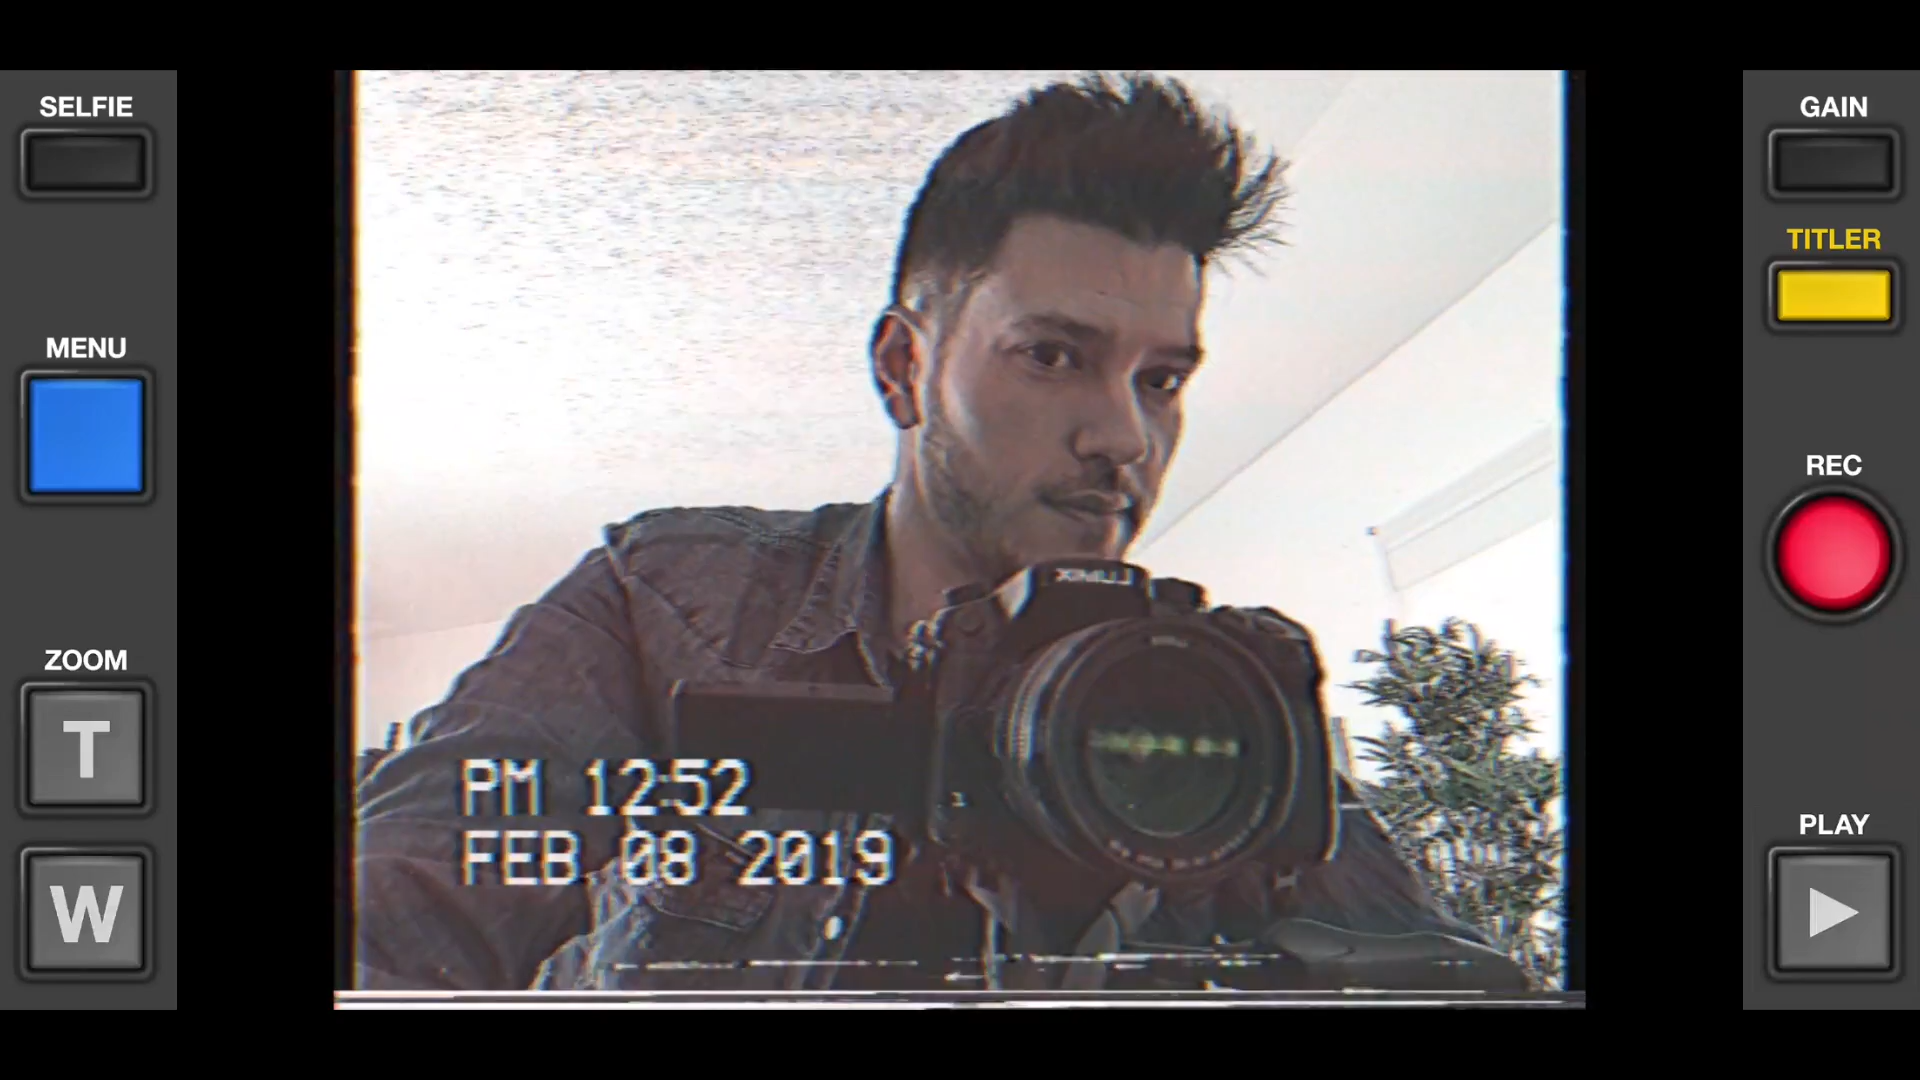 SELFIE
MENU
ZOOM
T
W
LUMIX
PM 12:52
FEB. 08 2019
GAIN
TITLER
REC
PLAY